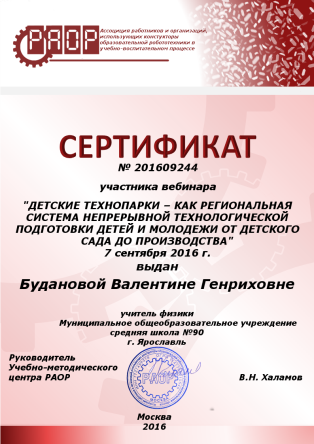 РАОР
Ассоциация работников и организаций,
использующих конструкторы
образовательной робототехники в
учебно-воспитательном процессе
СЕРТИФИКАТ
№ 201609244
участника вебинара
"ДЕТСКИЕ ТЕХНОПАРКИ – КАК РЕГИОНАЛЬНАЯ
СИСТЕМА НЕПРЕРЫВНОЙ ТЕХНОЛОГИЧЕСКОЙ
ПОДГОТОВКИ ДЕТЕЙ И МОЛОДЕЖИ ОТ ДЕТСКОГО
САДА ДО ПРОИЗВОДСТВА"
7 сентября 2016 г.
выдан
Будановой Валентине Генриховне
учитель физики
Муниципальное общеобразовательное учреждение
средняя школа №90
г. Ярославль
Руководитель
Учебно-методического
центра РАОР
РАОР
В.Н. Халамов
Москва
2016